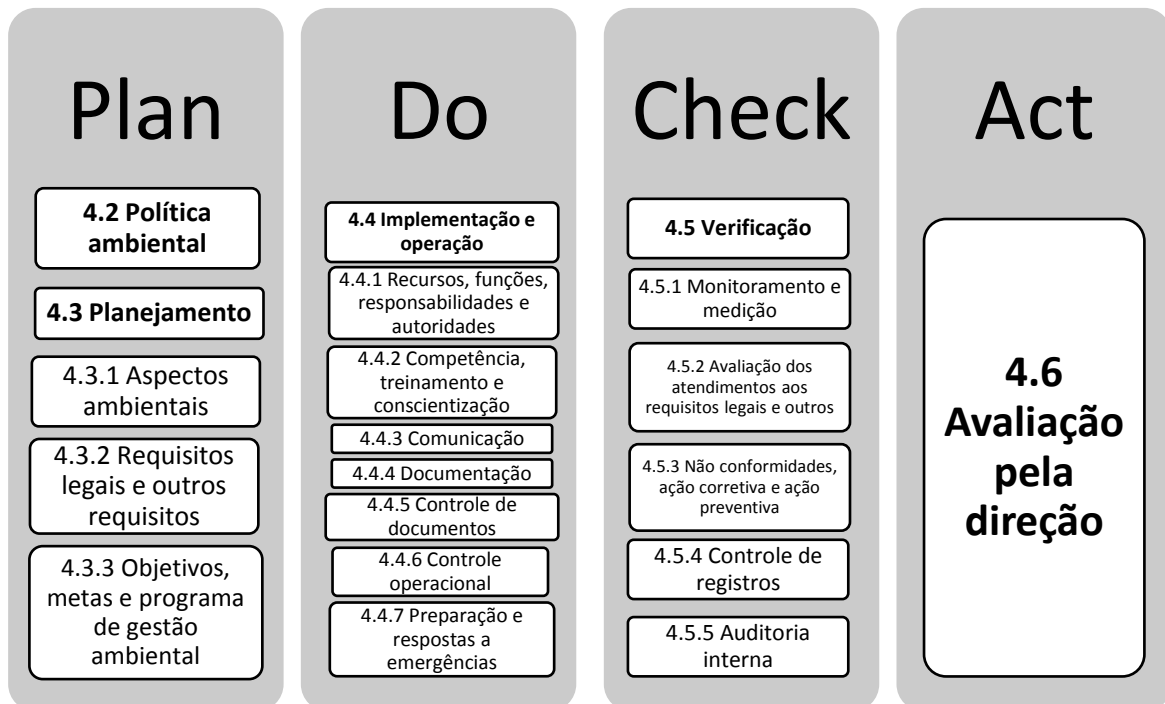 Plan
4.2 Política
ambiental
4.3 Planejamento
4.3.1 Aspectos
ambientais
4.3.2 Requisitos
legais e outros
requisitos
4.3.3 Objetivos,
metas e programa
de gestão
ambiental
Do
4.4 Implementação e
operação
4.4.1 Recursos, funções,
responsabilidades e
autoridades
4.4.2 Competência,
treinamento e
conscientização
4.4.3 Comunicação
4.4.4 Documentação
4.4.5 Controle de
documentos
4.4.6 Controle
operacional
4.4.7 Preparação e
respostas a
emergências
Check
4.5 Verificação
4.5.1 Monitoramento e
medição
4.5.2 Avaliação dos
atendimentos aos
requisitos legais e outros
4.5.3 Não conformidades,
ação corretiva e ação
preventiva
4.5.4 Controle de
registros
4.5.5 Auditoria
interna
Act
4.6
Avaliação
pela
direção